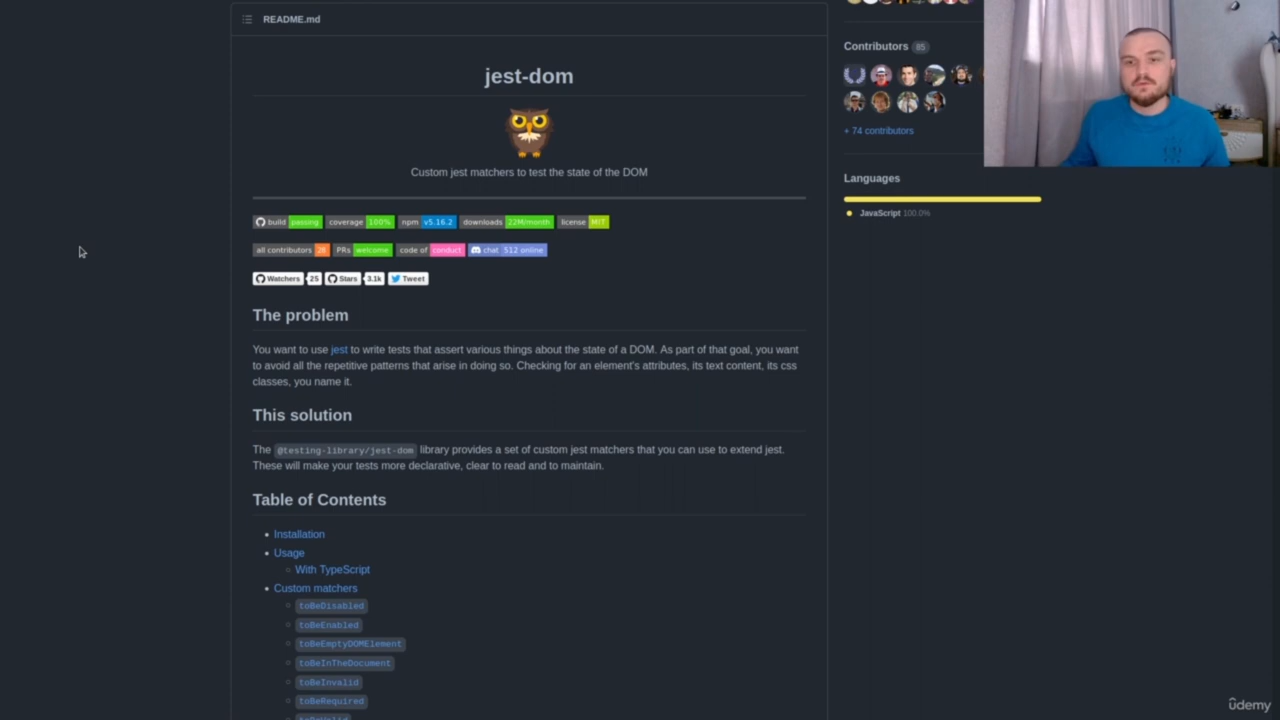 README.md
jest-dom
Custom jest matchers to test the state of the DOM
build passing coverage 100% npm v5.16.2 downloads 22M/month license MIT
all contributors 28 PRs welcome code of conduct chat 512 online
Watchers 25 Stars 3.1k Tweet
The problem
You want to use jest to write tests that assert various things about the state of a DOM. As part of that goal, you want
to avoid all the repetitive patterns that arise in doing so. Checking for an element's attributes, its text content, its css
classes, you name it.
This solution
The @testing-library/jest-dom library provides a set of custom jest matchers that you can use to extend jest.
These will make your tests more declarative, clear to read and to maintain.
Table of Contents
Installation
Usage
With TypeScript
Custom matchers
toBeDisabled
toBeEnabled
toBeEmptyDOMElement
toBeInTheDocument
toBeInvalid
toBeRequired
toBeValid
Contributors 85
+ 74 contributors
Languages
JavaScript 100.0%
ûdemy